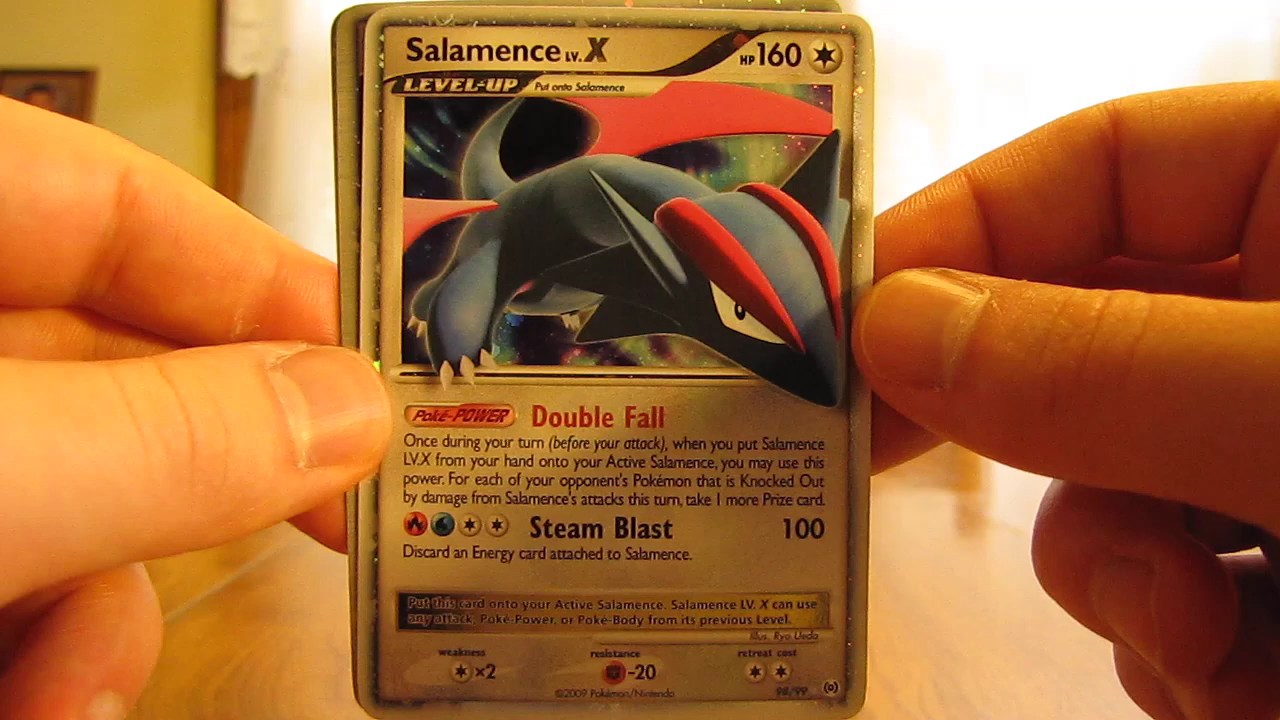 Salamence LV.X HP160
LEVEL-UP Put onto Salamence
Poké-POWER Double Fall
Once during your turn (before your attack), when you put Salamence
LV.X from your hand onto your Active Salamence, you may use this
power. For each of your opponent's Pokémon that is Knocked Out
by damage from Salamence's attacks this turn, take 1 more Prize card.
Steam Blast 100
Discard an Energy card attached to Salamence.
Put this card onto your Active Salamence. Salamence LV. X can use
any attack, Poké-Power, or Poké-Body from its previous Level.
Illus. Ryo Ueda
weakness resistance retreat cost
×2 -20
©2009 Pokémon/Nintendo 98/99